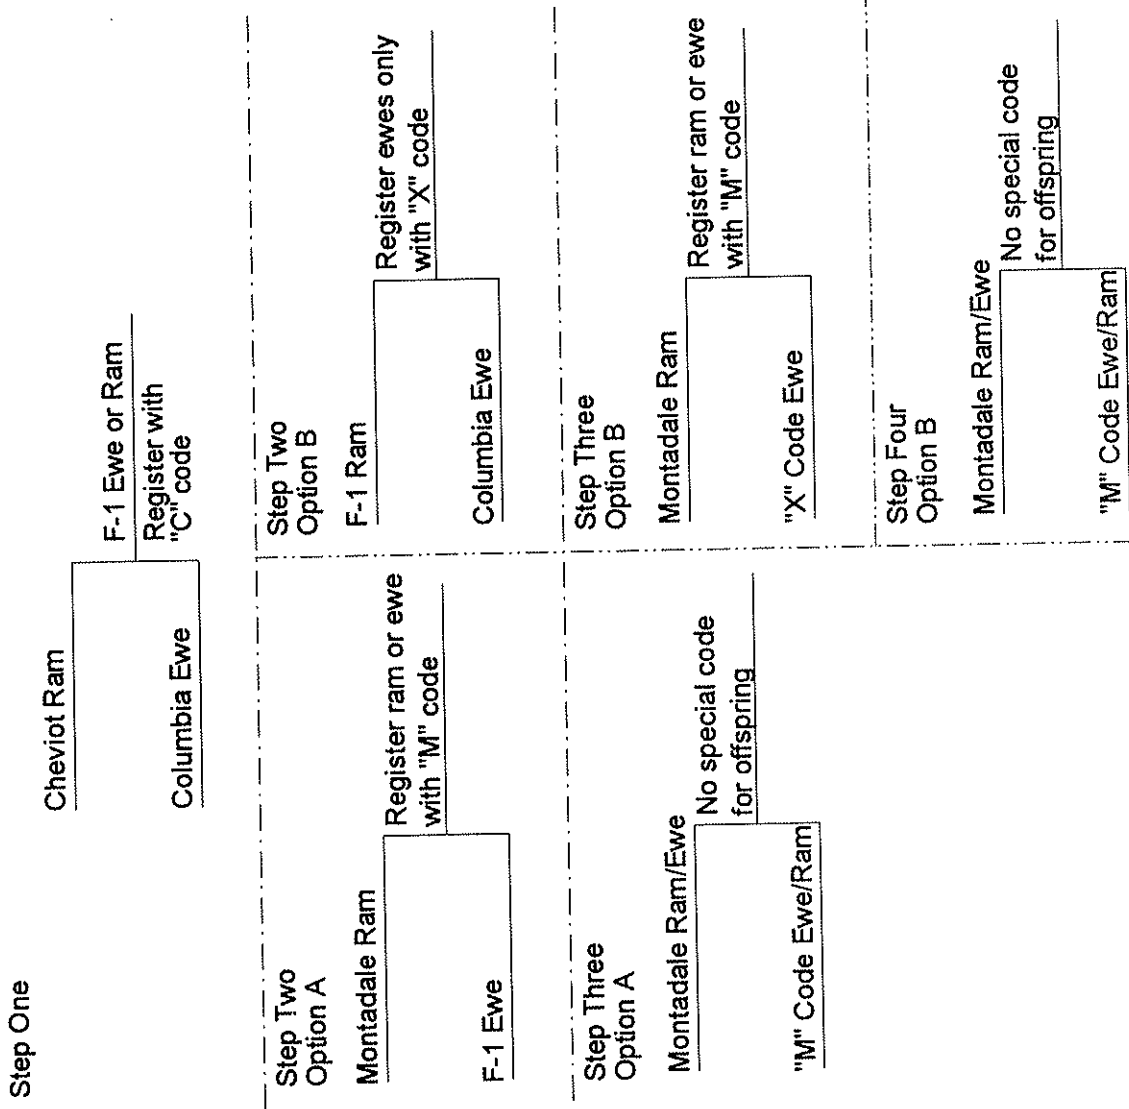 Step One
Cheviot Ram
F-1 Ewe or Ram
Register with
"C" code
Columbia Ewe
Step Two
Option A
Montadale Ram
Register ram or ewe
with "M" code
F-1 Ewe
Step Two
Option B
F-1 Ram
Register ewes only
with "X" code
Columbia Ewe
Step Three
Option A
Montadale Ram/Ewe
No special code
for offspring
"M" Code Ewe/Ram
Step Three
Option B
Montadale Ram
Register ram or ewe
with "M" code
"X" Code Ewe
Step Four
Option B
Montadale Ram/Ewe
No special code
for offspring
"M" Code Ewe/Ram